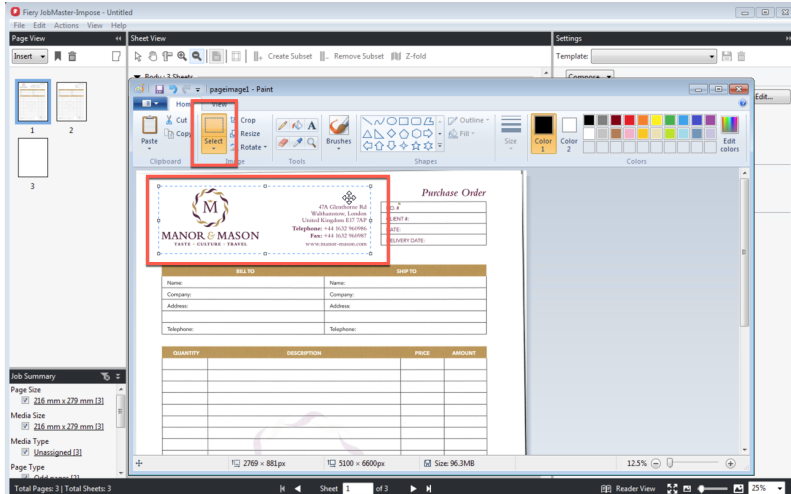 Fiery JobMaster-Impose - Untitled
File Edit Actions View Help
Page View
Sheet View
Settings
Insert
Create Subset
Remove Subset
Z-fold
Template:
Body: 3 Sheets
Compose
Edit...
1
2
3
pageimage1 - Paint
Home
View
Paste
Cut
Copy
Clipboard
Select
Crop
Resize
Rotate
Image
Tools
Brushes
Shapes
Outline
Fill
Size
Color 1
Color 2
Edit colors
Colors
M
MANOR & MASON
TASTE · CULTURE · TRAVEL
47A Glenthorne Rd
Walthamstow, London
United Kingdom E17 7AP
Telephone: +44 1632 960986
Fax: +44 1632 960987
www.manor-mason.com
Purchase Order
P.O. #
CLIENT #:
DATE:
DELIVERY DATE:
BILL TO
SHIP TO
Name:
Name:
Company:
Company:
Address:
Address:
Telephone:
Telephone:
QUANTITY
DESCRIPTION
PRICE
AMOUNT
2769 × 881px
5100 × 6600px
Size: 96.3MB
12.5%
Job Summary
Page Size
216 mm x 279 mm [3]
Media Size
216 mm x 279 mm [3]
Media Type
Unassigned [3]
Page Type
Total Pages: 3 | Total Sheets: 3
Sheet 1 of 3
Reader View
25%